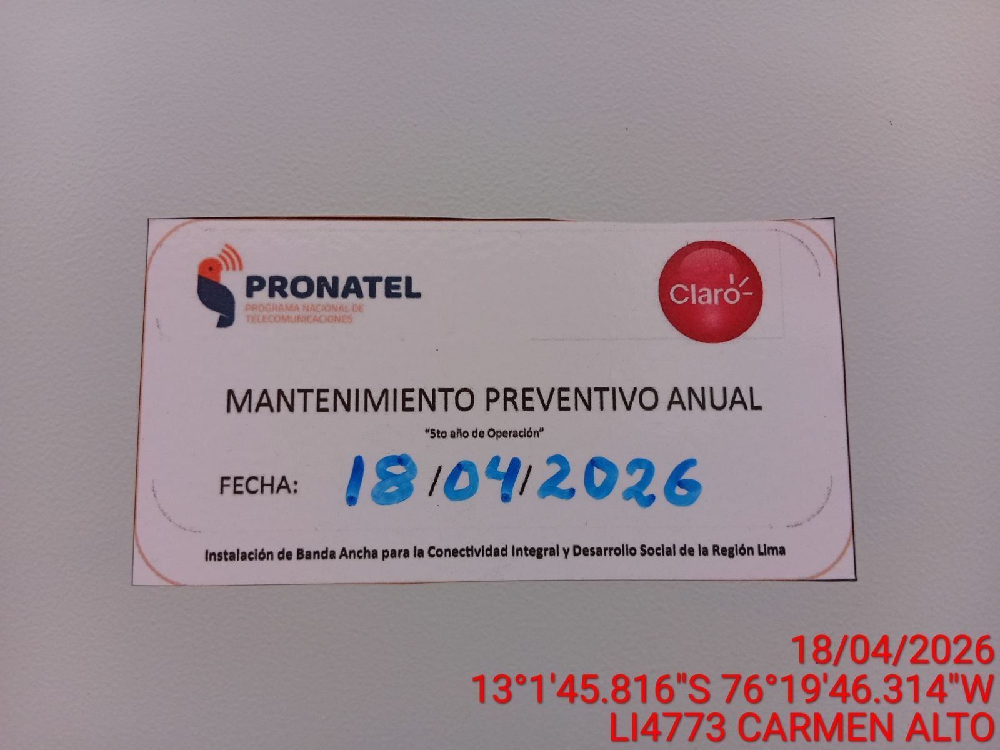 PRONATEL
PROGRAMA NACIONAL DE
TELECOMUNICACIONES
Claro
MANTENIMIENTO PREVENTIVO ANUAL
“5to año de Operación”
FECHA: 18/04/2026
Instalación de Banda Ancha para la Conectividad Integral y Desarrollo Social de la Región Lima
18/04/2026
13°1'45.816"S 76°19'46.314"W
LI4773 CARMEN ALTO